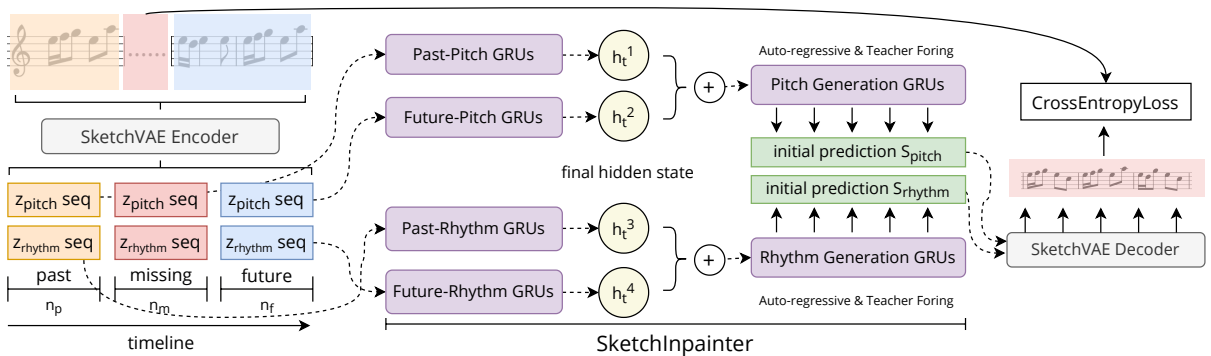 SketchVAE Encoder
z_pitch seq
z_pitch seq
z_pitch seq
z_rhythm seq
z_rhythm seq
z_rhythm seq
past
missing
future
n_p
n_m
n_f
timeline
Past-Pitch GRUs
Future-Pitch GRUs
Past-Rhythm GRUs
Future-Rhythm GRUs
h_t^1
h_t^2
final hidden state
h_t^3
h_t^4
+
+
Auto-regressive & Teacher Foring
Pitch Generation GRUs
initial prediction S_pitch
initial prediction S_rhythm
Rhythm Generation GRUs
Auto-regressive & Teacher Foring
SketchInpainter
CrossEntropyLoss
SketchVAE Decoder